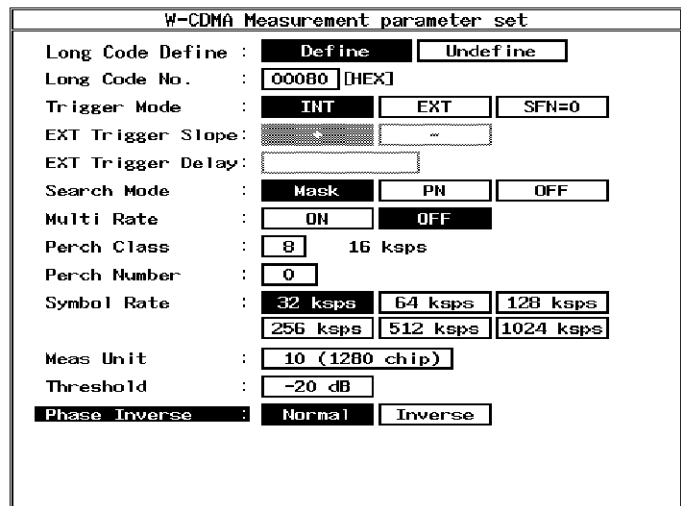 W-CDMA Measurement parameter set
Long Code Define : Define Undefine
Long Code No. : 00080 [HEX]
Trigger Mode : INT EXT SFN=0
EXT Trigger Slope: + −
EXT Trigger Delay:
Search Mode : Mask PN OFF
Multi Rate : ON OFF
Perch Class : 8 16 ksps
Perch Number : 0
Symbol Rate : 32 ksps 64 ksps 128 ksps
256 ksps 512 ksps 1024 ksps
Meas Unit : 10 (1280 chip)
Threshold : -20 dB
Phase Inverse : Normal Inverse